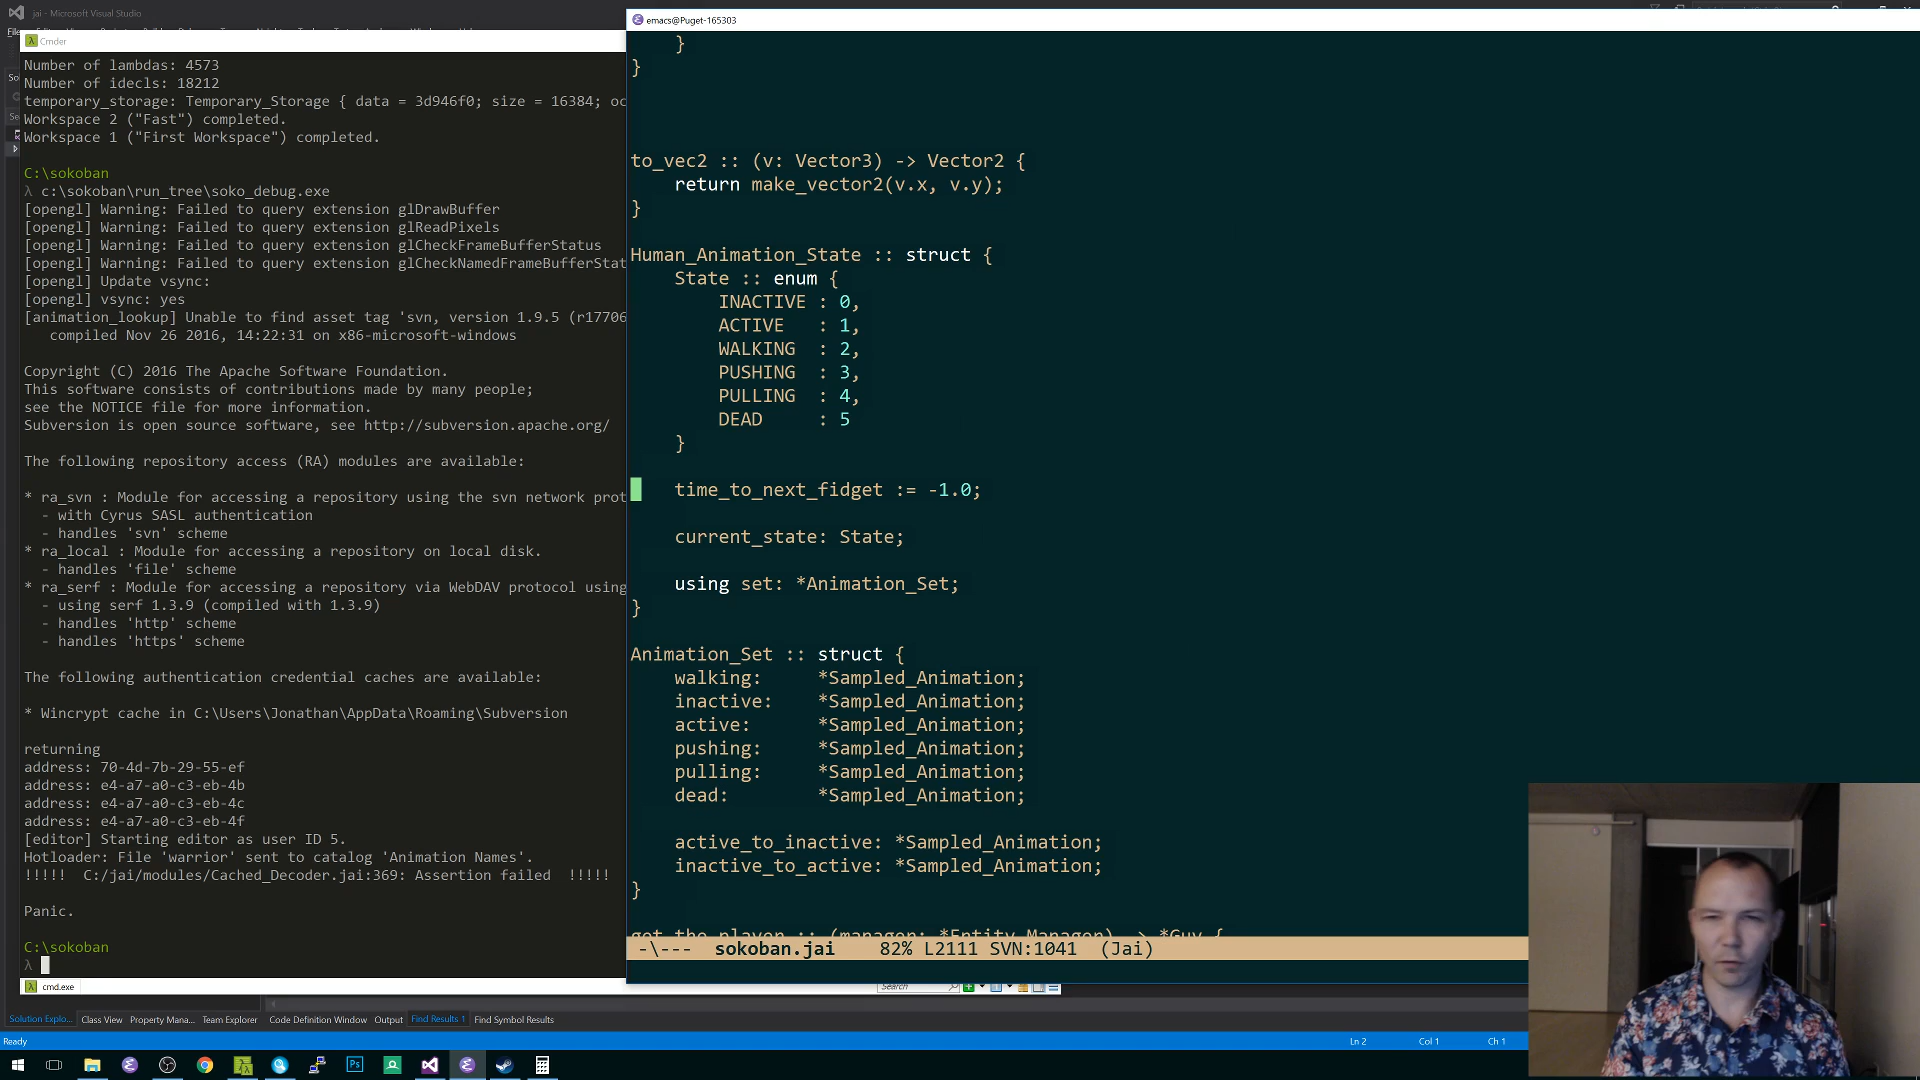 jai - Microsoft Visual Studio
Cmder
Number of lambdas: 4573
Number of idecls: 18212
temporary_storage: Temporary_Storage { data = 3d946f0; size = 16384; oc
Workspace 2 ("Fast") completed.
Workspace 1 ("First Workspace") completed.
C:\sokoban
λ c:\sokoban\run_tree\soko_debug.exe
[opengl] Warning: Failed to query extension glDrawBuffer
[opengl] Warning: Failed to query extension glReadPixels
[opengl] Warning: Failed to query extension glCheckFrameBufferStatus
[opengl] Warning: Failed to query extension glCheckNamedFrameBufferStat
[opengl] Update vsync:
[opengl] vsync: yes
[animation_lookup] Unable to find asset tag 'svn, version 1.9.5 (r17706
compiled Nov 26 2016, 14:22:31 on x86-microsoft-windows
Copyright (C) 2016 The Apache Software Foundation.
This software consists of contributions made by many people;
see the NOTICE file for more information.
Subversion is open source software, see http://subversion.apache.org/
The following repository access (RA) modules are available:
* ra_svn : Module for accessing a repository using the svn network prot
- with Cyrus SASL authentication
- handles 'svn' scheme
* ra_local : Module for accessing a repository on local disk.
- handles 'file' scheme
* ra_serf : Module for accessing a repository via WebDAV protocol using
- using serf 1.3.9 (compiled with 1.3.9)
- handles 'http' scheme
- handles 'https' scheme
The following authentication credential caches are available:
* Wincrypt cache in C:\Users\Jonathan\AppData\Roaming\Subversion
returning
address: 70-4d-7b-29-55-ef
address: e4-a7-a0-c3-eb-4b
address: e4-a7-a0-c3-eb-4c
address: e4-a7-a0-c3-eb-4f
[editor] Starting editor as user ID 5.
Hotloader: File 'warrior' sent to catalog 'Animation Names'.
!!!!!  C:/jai/modules/Cached_Decoder.jai:369: Assertion failed  !!!!!
Panic.
C:\sokoban
λ
cmd.exe
emacs@Puget-165303
}
}
to_vec2 :: (v: Vector3) -> Vector2 {
return make_vector2(v.x, v.y);
}
Human_Animation_State :: struct {
State :: enum {
INACTIVE : 0,
ACTIVE   : 1,
WALKING  : 2,
PUSHING  : 3,
PULLING  : 4,
DEAD     : 5
}
time_to_next_fidget := -1.0;
current_state: State;
using set: *Animation_Set;
}
Animation_Set :: struct {
walking:     *Sampled_Animation;
inactive:    *Sampled_Animation;
active:      *Sampled_Animation;
pushing:     *Sampled_Animation;
pulling:     *Sampled_Animation;
dead:        *Sampled_Animation;
active_to_inactive: *Sampled_Animation;
inactive_to_active: *Sampled_Animation;
}
get_the_player :: (manager: *Entity_Manager) -> *Guy {
-\--- sokoban.jai 82% L2111 SVN:1041 (Jai)
Search
Solution Explo... Class View Property Mana... Team Explorer Code Definition Window Output Find Results 1 Find Symbol Results
Ready Ln 2 Col 1 Ch 1